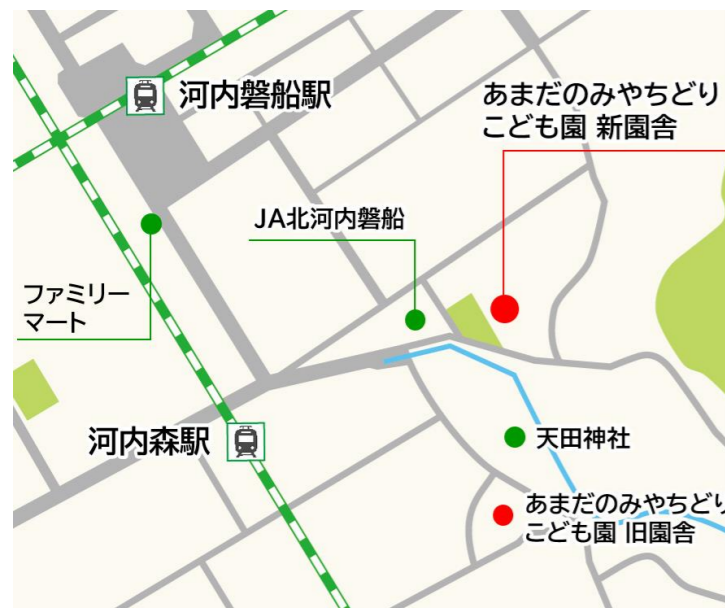 河内磐船駅
あまだのみやちどり
こども園 新園舎
JA北河内磐船
ファミリー
マート
河内森駅
天田神社
あまだのみやちどり
こども園 旧園舎